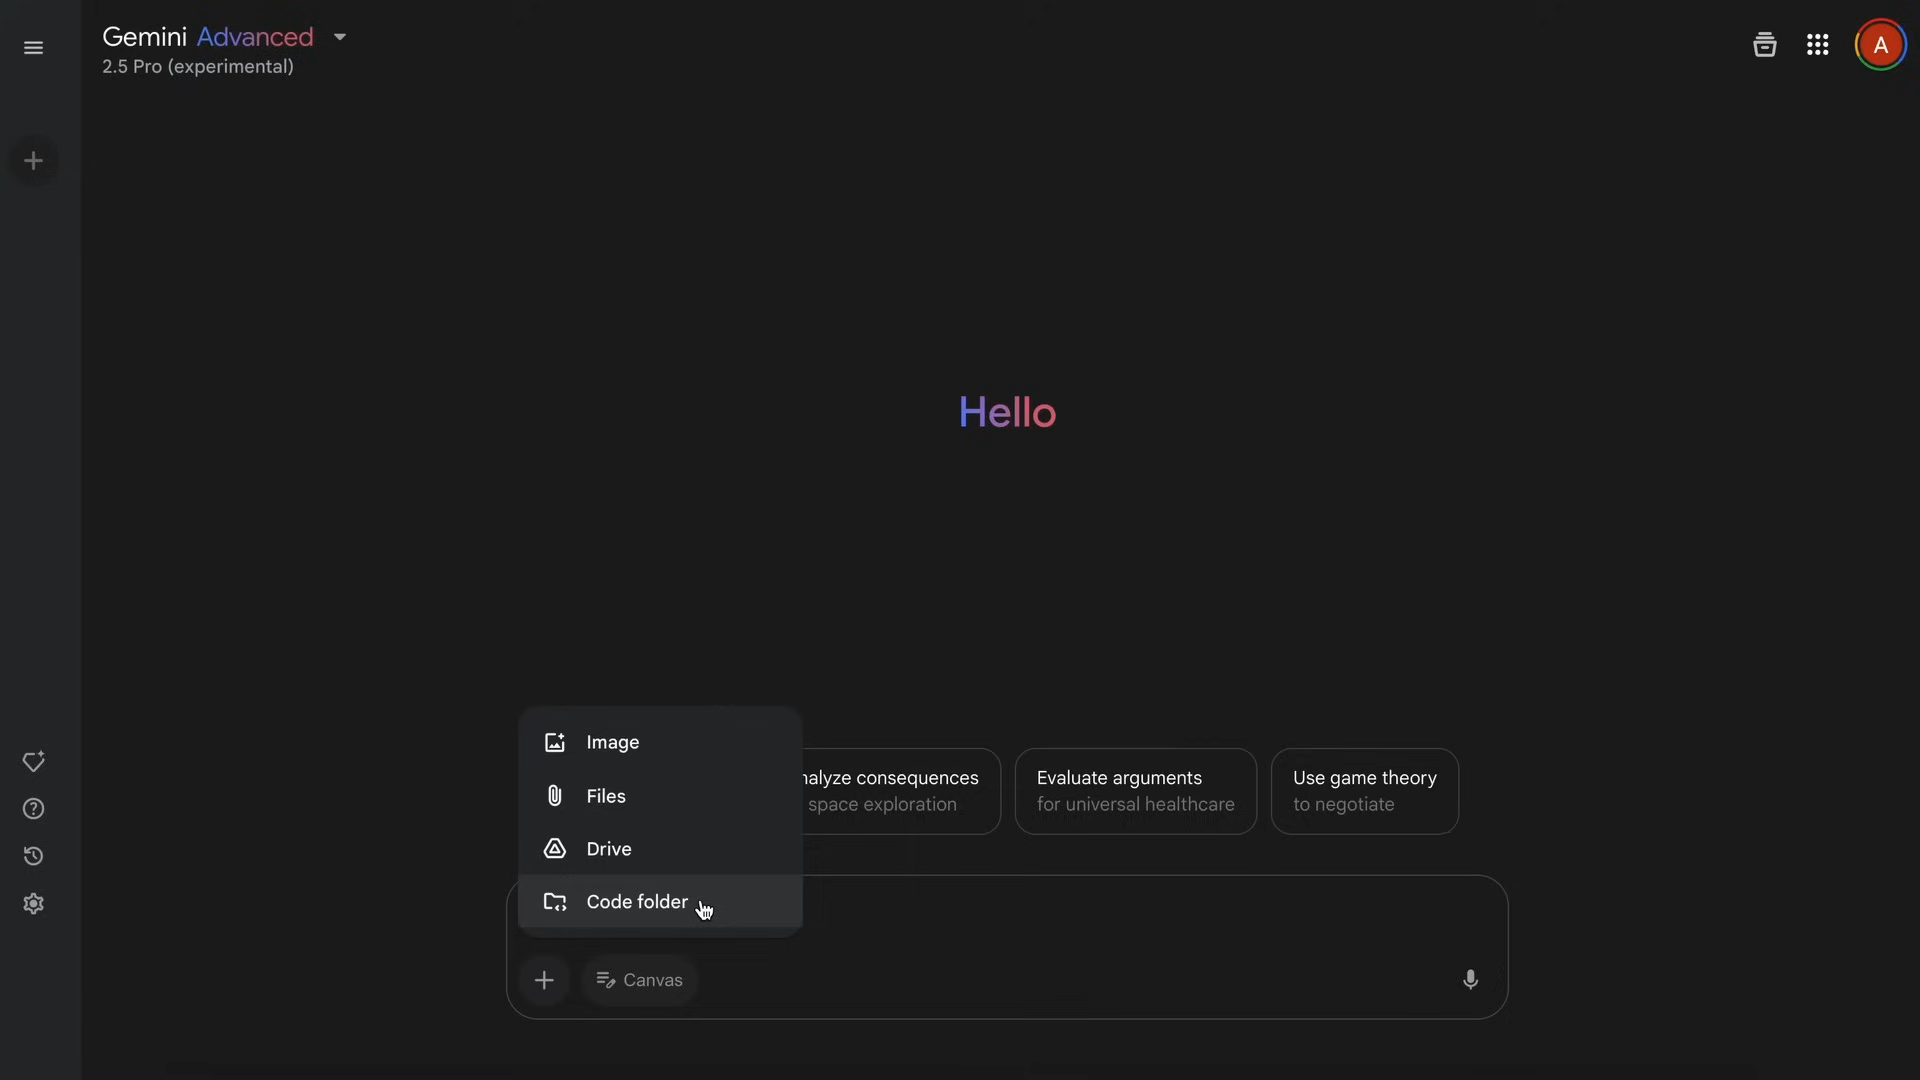 Gemini Advanced
2.5 Pro (experimental)
A
Hello
Image
Files
Drive
Code folder
nalyze consequences
space exploration
Evaluate arguments
for universal healthcare
Use game theory
to negotiate
Canvas